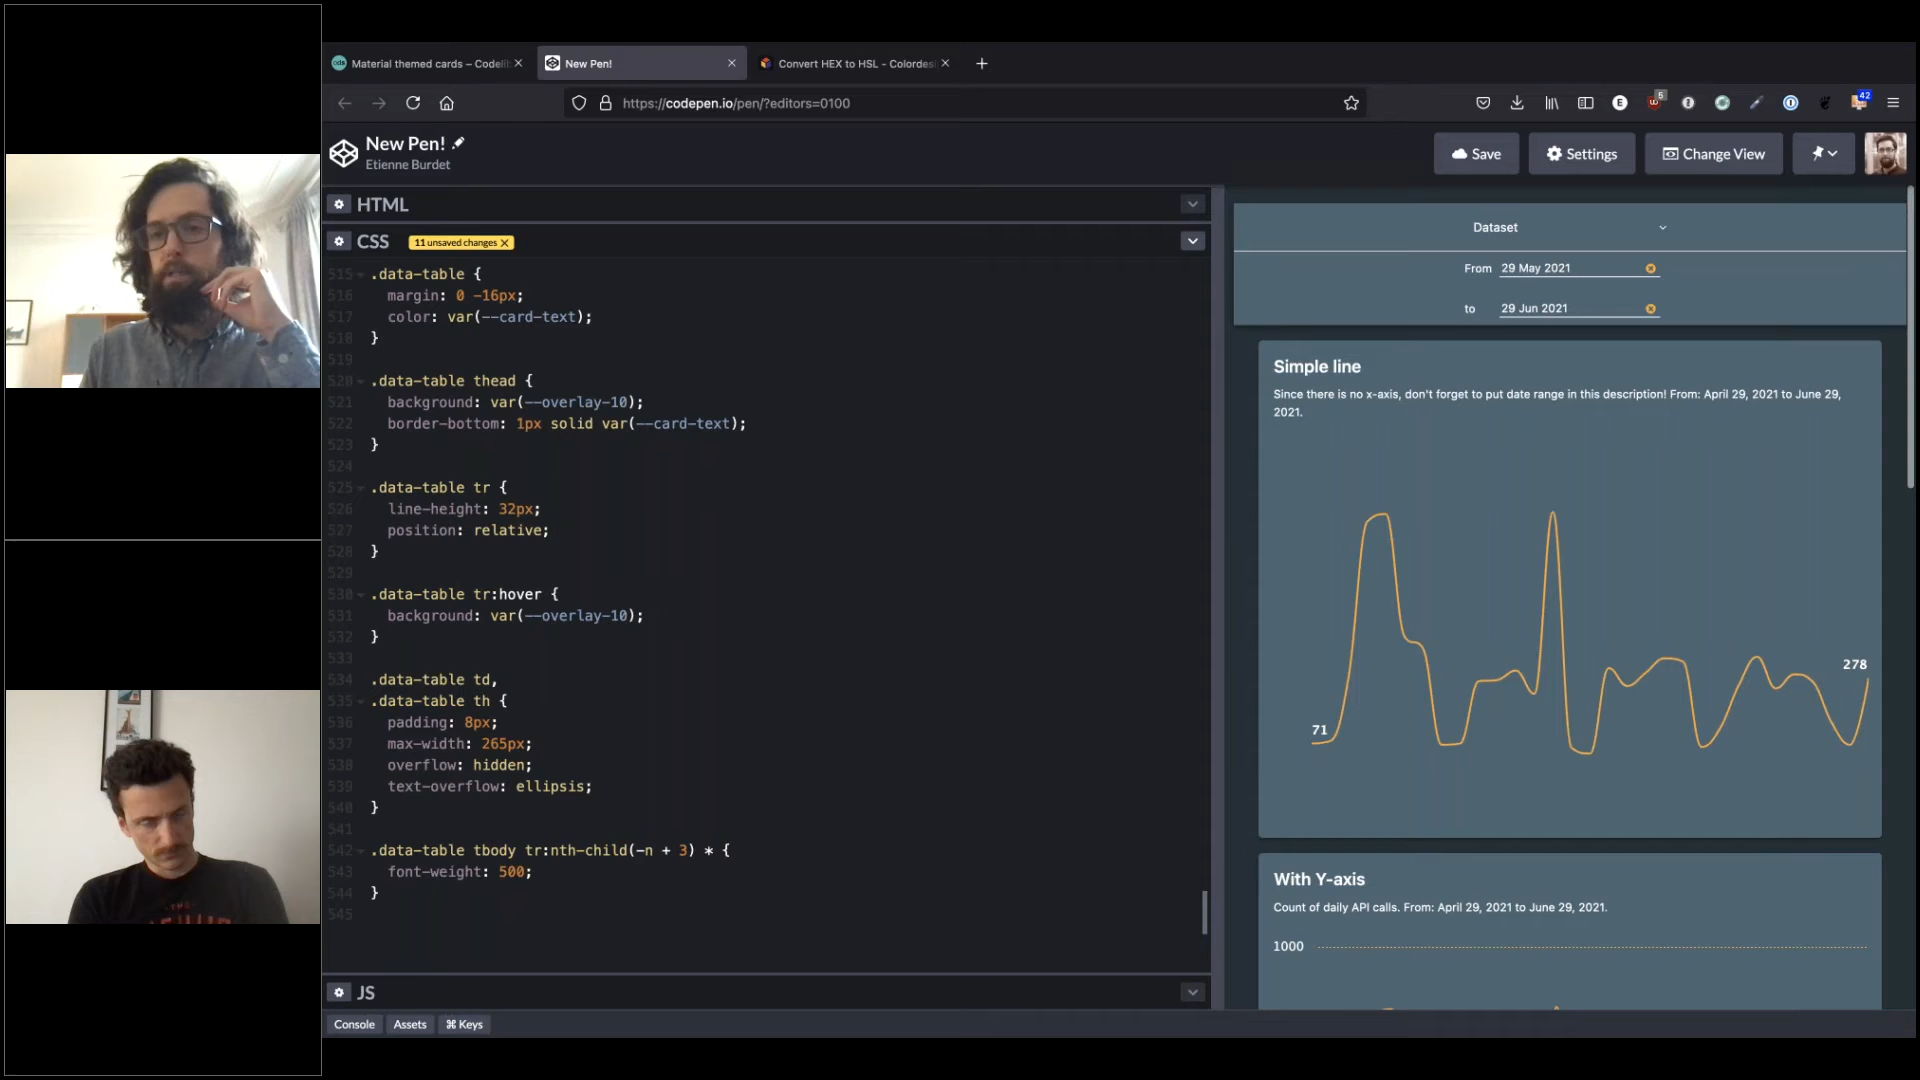 Material themed cards – Codelib
New Pen!
Convert HEX to HSL - Colordesi
https://codepen.io/pen/?editors=0100
E
5
42
New Pen!
Etienne Burdet
Save
Settings
Change View
HTML
CSS
11 unsaved changes
515 .data-table {
516 margin: 0 -16px;
517 color: var(--card-text);
518 }
519
520 .data-table thead {
521 background: var(--overlay-10);
522 border-bottom: 1px solid var(--card-text);
523 }
524
525 .data-table tr {
526 line-height: 32px;
527 position: relative;
528 }
529
530 .data-table tr:hover {
531 background: var(--overlay-10);
532 }
533
534 .data-table td,
535 .data-table th {
536 padding: 8px;
537 max-width: 265px;
538 overflow: hidden;
539 text-overflow: ellipsis;
540 }
541
542 .data-table tbody tr:nth-child(-n + 3) * {
543 font-weight: 500;
544 }
545
JS
Console
Assets
⌘ Keys
Dataset
From 29 May 2021
to 29 Jun 2021
Simple line
Since there is no x-axis, don't forget to put date range in this description! From: April 29, 2021 to June 29,
2021.
278
71
With Y-axis
Count of daily API calls. From: April 29, 2021 to June 29, 2021.
1000